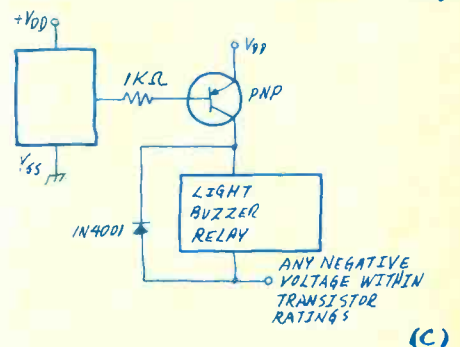 +VDD
VDD
1KΩ
PNP
VSS
LIGHT
BUZZER
RELAY
1N4001
ANY NEGATIVE
VOLTAGE WITHIN
TRANSISTOR
RATINGS
(C)